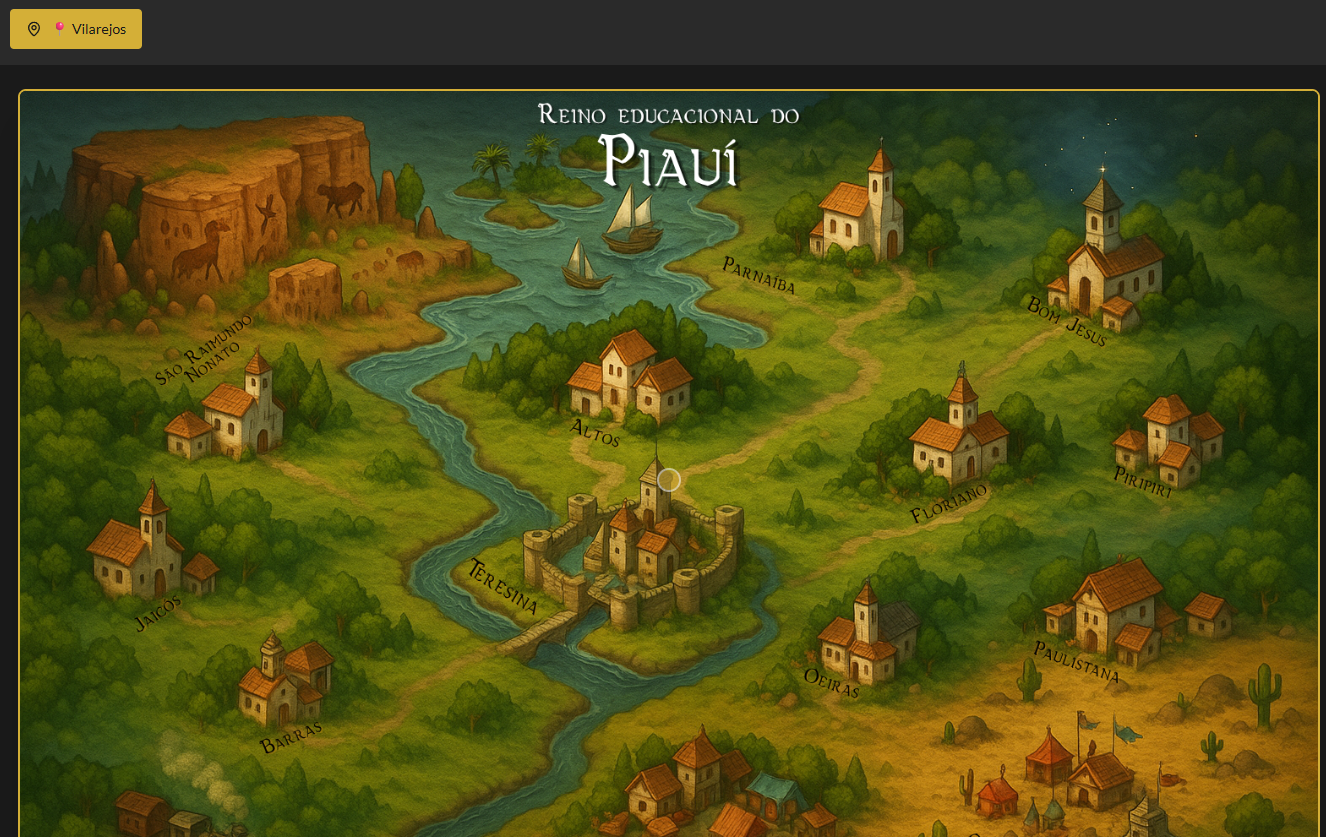 Vilarejos
Reino educacional do
Piauí
Parnaíba
Bom Jesus
São Raimundo
Nonato
Altos
Piripiri
Floriano
Teresina
Jaicós
Paulistana
Oeiras
Barras